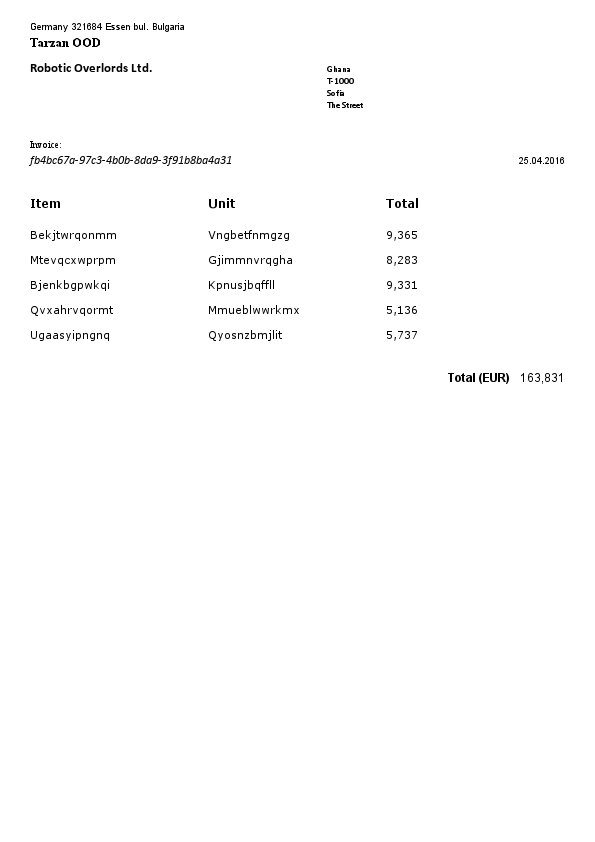 Germany 321684 Essen bul. Bulgaria
Tarzan OOD
Robotic Overlords Ltd.
Ghana
T-1000
Sofia
The Street
Invoice:
fb4bc67a-97c3-4b0b-8da9-3f91b8ba4a31 25.04.2016
Item Unit Total
Bekjtwrqonmm Vngbetfnmgzg 9,365
Mtevqcxwprpm Gjimmnvrqgha 8,283
Bjenkbgpwkqi Kpnusjbqffll 9,331
Qvxahrvqormt Mmueblwwrkmx 5,136
Ugaasyipngnq Qyosnzbmjlit 5,737
Total (EUR) 163,831